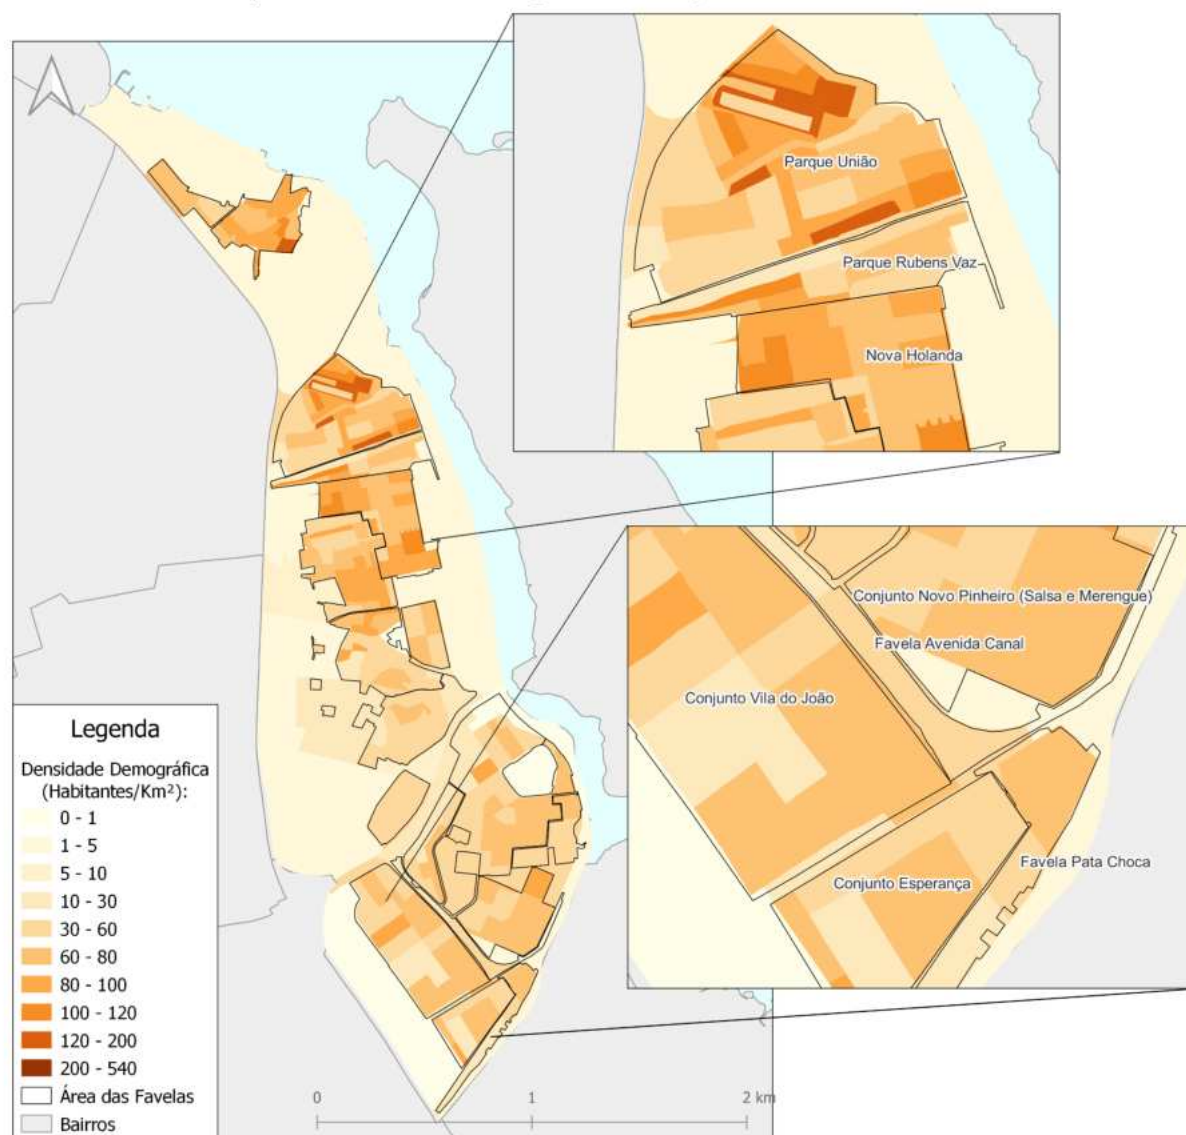 Parque União
Parque Rubens Vaz
Nova Holanda
Conjunto Novo Pinheiro (Salsa e Merengue)
Favela Avenida Canal
Conjunto Vila do João
Favela Pata Choca
Conjunto Esperança
Legenda
Densidade Demográfica
(Habitantes/Km²):
0 - 1
1 - 5
5 - 10
10 - 30
30 - 60
60 - 80
80 - 100
100 - 120
120 - 200
200 - 540
Área das Favelas
Bairros
0 1 2 km